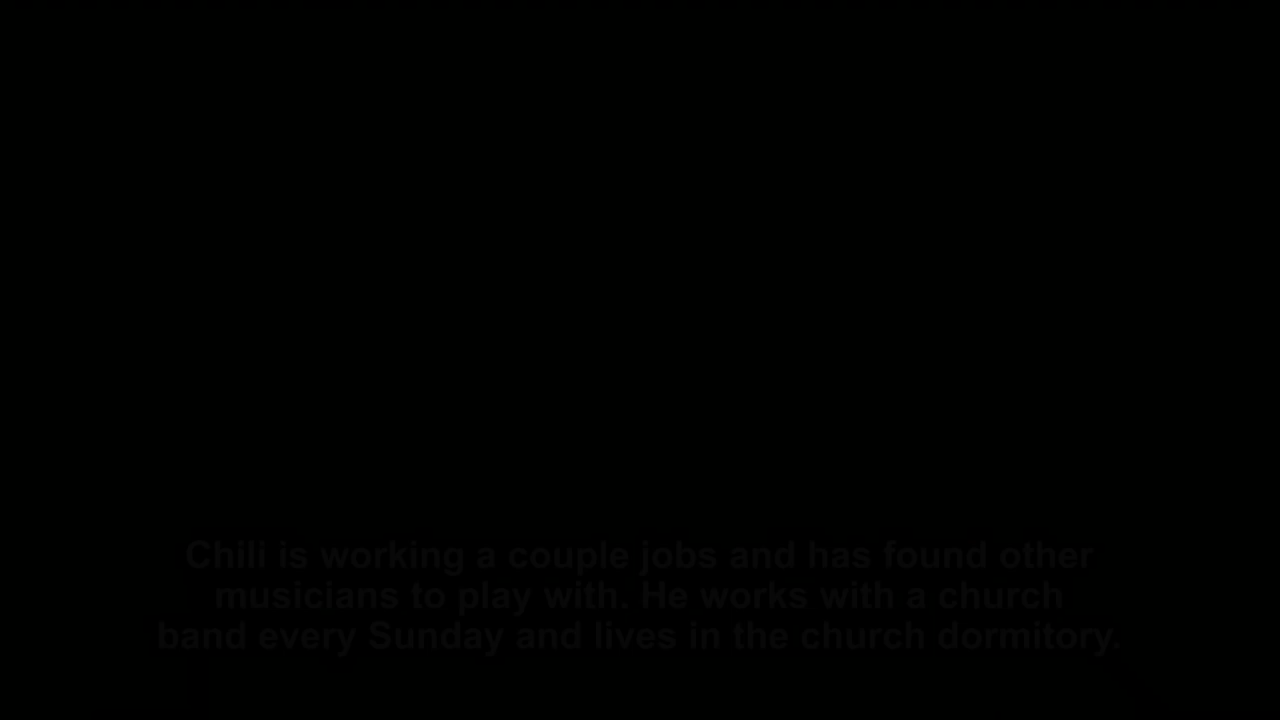 Chili is working a couple jobs and has found other
musicians to play with. He works with a church
band every Sunday and lives in the church dormitory.